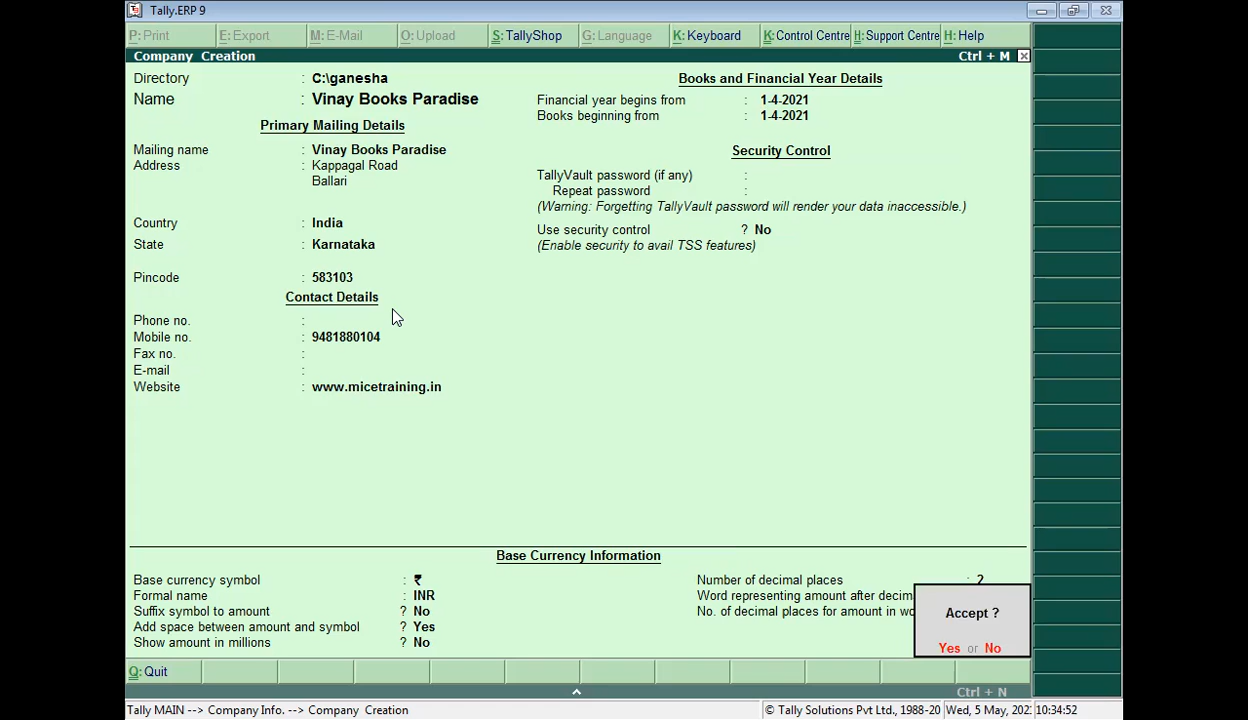 Tally.ERP 9
P: Print E: Export M: E-Mail O: Upload S: TallyShop G: Language K: Keyboard K: Control Centre H: Support Centre H: Help
Company Creation Ctrl + M
Directory : C:\ganesha
Name : Vinay Books Paradise
Primary Mailing Details
Mailing name : Vinay Books Paradise
Address : Kappagal Road
Ballari
Country : India
State : Karnataka
Pincode : 583103
Contact Details
Phone no. :
Mobile no. : 9481880104
Fax no. :
E-mail :
Website : www.micetraining.in
Books and Financial Year Details
Financial year begins from : 1-4-2021
Books beginning from : 1-4-2021
Security Control
TallyVault password (if any) :
Repeat password :
(Warning: Forgetting TallyVault password will render your data inaccessible.)
Use security control ? No
(Enable security to avail TSS features)
Base Currency Information
Base currency symbol : ₹
Formal name : INR
Suffix symbol to amount ? No
Add space between amount and symbol ? Yes
Show amount in millions ? No
Number of decimal places : 2
Word representing amount after decim
No. of decimal places for amount in wo
Accept ?
Yes or No
Q: Quit
Ctrl + N
Tally MAIN --> Company Info. --> Company Creation © Tally Solutions Pvt Ltd., 1988-20 Wed, 5 May, 202 10:34:52